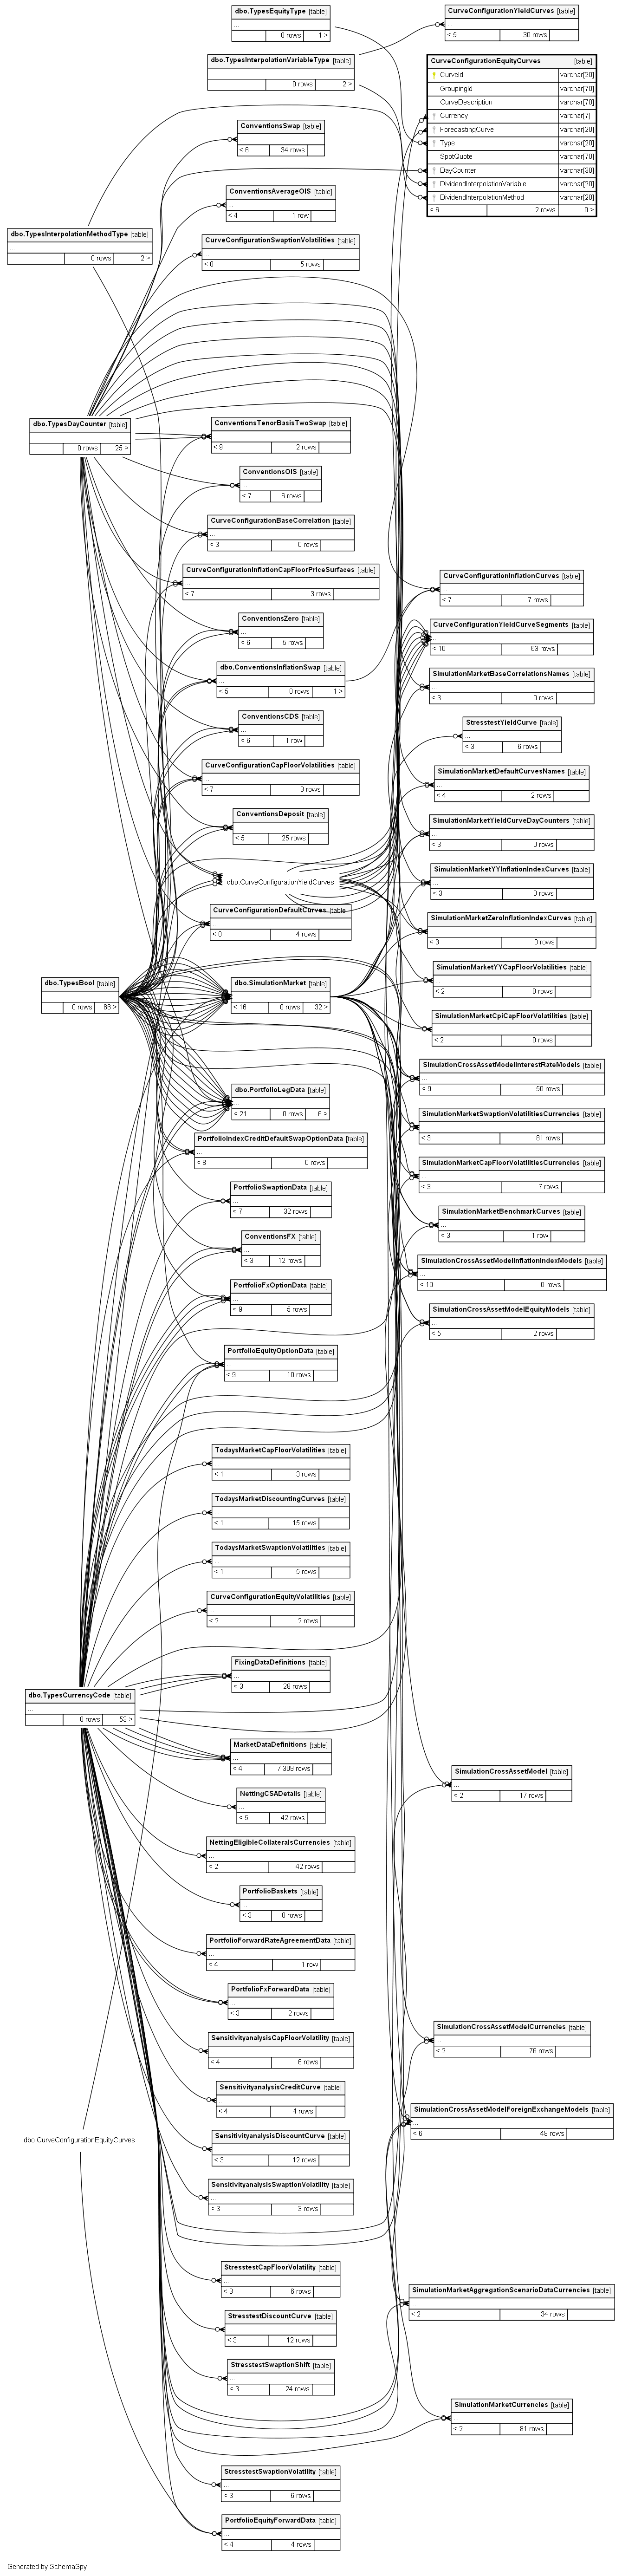 dbo.TypesEquityType [table]
...
0 rows 1 >
CurveConfigurationYieldCurves [table]
...
< 5 30 rows
dbo.TypesInterpolationVariableType [table]
...
0 rows 2 >
CurveConfigurationEquityCurves [table]
CurveId varchar[20]
GroupingId varchar[70]
CurveDescription varchar[70]
Currency varchar[7]
ForecastingCurve varchar[20]
Type varchar[20]
SpotQuote varchar[70]
DayCounter varchar[30]
DividendInterpolationVariable varchar[20]
DividendInterpolationMethod varchar[20]
< 6 2 rows 0 >
ConventionsSwap [table]
...
< 6 34 rows
ConventionsAverageOIS [table]
...
< 4 1 row
dbo.TypesInterpolationMethodType [table]
...
0 rows 2 >
CurveConfigurationSwaptionVolatilities [table]
...
< 8 5 rows
dbo.TypesDayCounter [table]
...
0 rows 25 >
ConventionsTenorBasisTwoSwap [table]
...
< 9 2 rows
ConventionsOIS [table]
...
< 7 6 rows
CurveConfigurationBaseCorrelation [table]
...
< 3 0 rows
CurveConfigurationInflationCapFloorPriceSurfaces [table]
...
< 7 3 rows
CurveConfigurationInflationCurves [table]
...
< 7 7 rows
ConventionsZero [table]
...
< 6 5 rows
CurveConfigurationYieldCurveSegments [table]
...
< 10 63 rows
dbo.ConventionsInflationSwap [table]
...
< 5 0 rows 1 >
SimulationMarketBaseCorrelationsNames [table]
...
< 3 0 rows
ConventionsCDS [table]
...
< 6 1 row
StresstestYieldCurve [table]
...
< 3 6 rows
CurveConfigurationCapFloorVolatilities [table]
...
< 7 3 rows
SimulationMarketDefaultCurvesNames [table]
...
< 4 2 rows
ConventionsDeposit [table]
...
< 5 25 rows
SimulationMarketYieldCurveDayCounters [table]
...
< 3 0 rows
dbo.CurveConfigurationYieldCurves
SimulationMarketYYInflationIndexCurves [table]
...
< 3 0 rows
CurveConfigurationDefaultCurves [table]
...
< 8 4 rows
SimulationMarketZeroInflationIndexCurves [table]
...
< 3 0 rows
dbo.TypesBool [table]
...
0 rows 66 >
dbo.SimulationMarket [table]
...
< 16 0 rows 32 >
SimulationMarketYYCapFloorVolatilities [table]
...
< 2 0 rows
SimulationMarketCpiCapFloorVolatilities [table]
...
< 2 0 rows
SimulationCrossAssetModelInterestRateModels [table]
...
< 9 50 rows
dbo.PortfolioLegData [table]
...
< 21 0 rows 6 >
SimulationMarketSwaptionVolatilitiesCurrencies [table]
...
< 3 81 rows
PortfolioIndexCreditDefaultSwapOptionData [table]
...
< 8 0 rows
SimulationMarketCapFloorVolatilitiesCurrencies [table]
...
< 3 7 rows
PortfolioSwaptionData [table]
...
< 7 32 rows
SimulationMarketBenchmarkCurves [table]
...
< 3 1 row
ConventionsFX [table]
...
< 3 12 rows
SimulationCrossAssetModelInflationIndexModels [table]
...
< 10 0 rows
PortfolioFxOptionData [table]
...
< 9 5 rows
SimulationCrossAssetModelEquityModels [table]
...
< 5 2 rows
PortfolioEquityOptionData [table]
...
< 9 10 rows
TodaysMarketCapFloorVolatilities [table]
...
< 1 3 rows
TodaysMarketDiscountingCurves [table]
...
< 1 15 rows
TodaysMarketSwaptionVolatilities [table]
...
< 1 5 rows
CurveConfigurationEquityVolatilities [table]
...
< 2 2 rows
FixingDataDefinitions [table]
...
< 3 28 rows
dbo.TypesCurrencyCode [table]
...
0 rows 53 >
MarketDataDefinitions [table]
...
< 4 7.309 rows
SimulationCrossAssetModel [table]
...
< 2 17 rows
NettingCSADetails [table]
...
< 5 42 rows
NettingEligibleCollateralsCurrencies [table]
...
< 2 42 rows
PortfolioBaskets [table]
...
< 3 0 rows
PortfolioForwardRateAgreementData [table]
...
< 4 1 row
PortfolioFxForwardData [table]
...
< 3 2 rows
SimulationCrossAssetModelCurrencies [table]
...
< 2 76 rows
SensitivityanalysisCapFloorVolatility [table]
...
< 4 6 rows
SensitivityanalysisCreditCurve [table]
...
< 4 4 rows
SimulationCrossAssetModelForeignExchangeModels [table]
...
< 6 48 rows
dbo.CurveConfigurationEquityCurves
SensitivityanalysisDiscountCurve [table]
...
< 3 12 rows
SensitivityanalysisSwaptionVolatility [table]
...
< 3 3 rows
StresstestCapFloorVolatility [table]
...
< 3 6 rows
SimulationMarketAggregationScenarioDataCurrencies [table]
...
< 2 34 rows
StresstestDiscountCurve [table]
...
< 3 12 rows
StresstestSwaptionShift [table]
...
< 3 24 rows
SimulationMarketCurrencies [table]
...
< 2 81 rows
StresstestSwaptionVolatility [table]
...
< 3 6 rows
PortfolioEquityForwardData [table]
...
< 4 4 rows
Generated by SchemaSpy